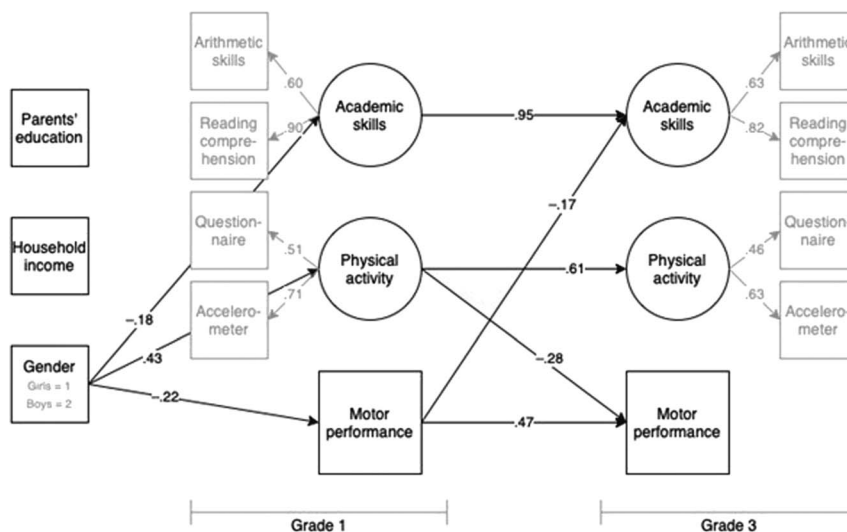 Arithmetic
skills
.60
.90
Reading
compre-
hension
Parents'
education
Academic
skills
.95
Academic
skills
Arithmetic
skills
.63
.82
Reading
compre-
hension
Household
income
Question-
naire
.51
.71
Accelero-
meter
Physical
activity
–.17
.61
Physical
activity
Question-
naire
.46
.63
Accelero-
meter
Gender
Girls = 1
Boys = 2
–.18
.43
–.22
Motor
performance
–.28
.47
Motor
performance
Grade 1
Grade 3